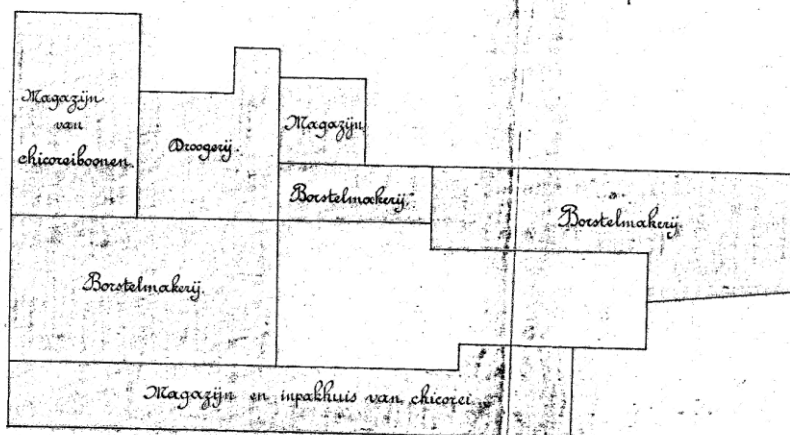 Magazijn
van
chicoreiboonen.
Droogerij.
Magazijn
Borstelmakerij.
Borstelmakerij.
Borstelmakerij.
Magazijn en inpakhuis van chicorei.